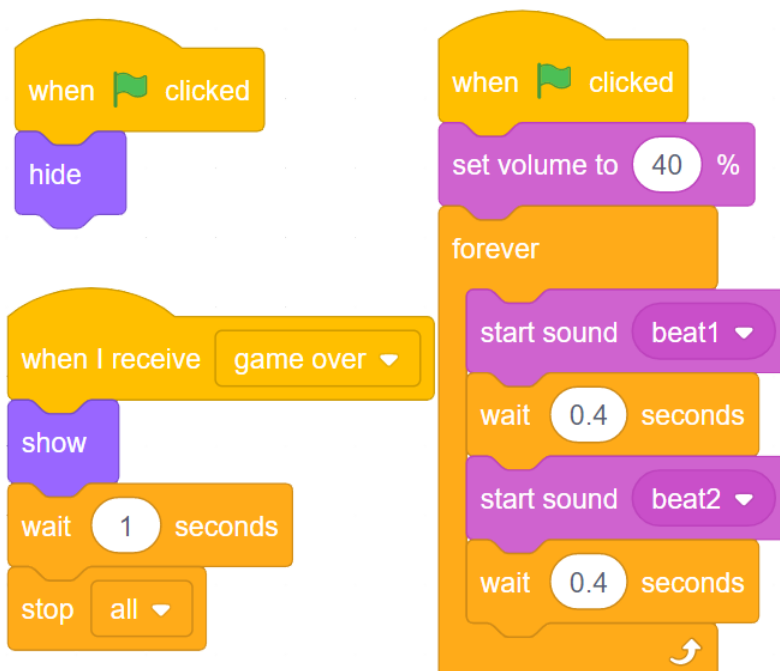 when clicked
hide
when I receive game over
show
wait 1 seconds
stop all
when clicked
set volume to 40 %
forever
start sound beat1
wait 0.4 seconds
start sound beat2
wait 0.4 seconds